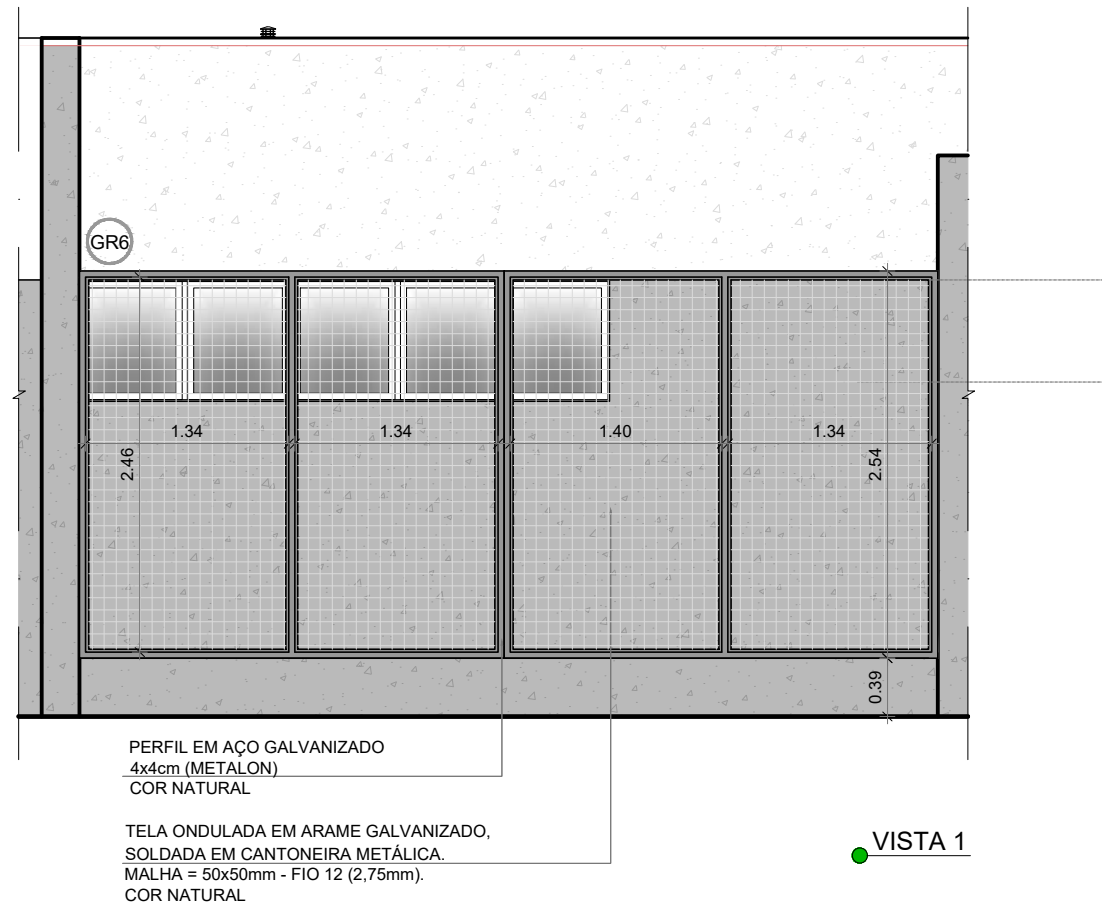 GR6
1.34
1.34
1.40
1.34
2.46
2.54
0.39
PERFIL EM AÇO GALVANIZADO
4x4cm (METALON)
COR NATURAL
TELA ONDULADA EM ARAME GALVANIZADO,
SOLDADA EM CANTONEIRA METÁLICA.
MALHA = 50x50mm - FIO 12 (2,75mm).
COR NATURAL
VISTA 1